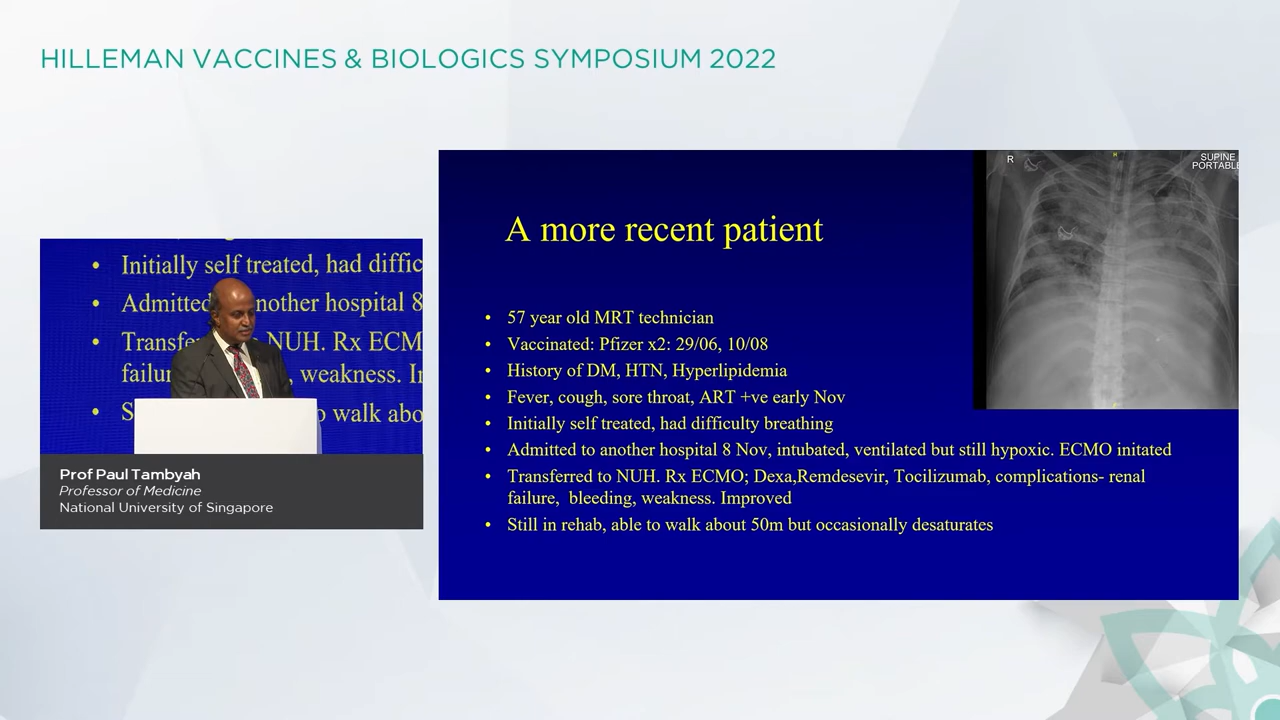 HILLEMAN VACCINES & BIOLOGICS SYMPOSIUM 2022
R
SUPINE
PORTABLE
A more recent patient
• 57 year old MRT technician
• Vaccinated: Pfizer x2: 29/06, 10/08
• History of DM, HTN, Hyperlipidemia
• Fever, cough, sore throat, ART +ve early Nov
• Initially self treated, had difficulty breathing
• Admitted to another hospital 8 Nov, intubated, ventilated but still hypoxic. ECMO initated
• Transferred to NUH. Rx ECMO; Dexa,Remdesevir, Tocilizumab, complications- renal
failure, bleeding, weakness. Improved
• Still in rehab, able to walk about 50m but occasionally desaturates
• Initially self treated, had diffic
• Admitted another hospital 8
• Transfe NUH. Rx ECM
failur , weakness. In
• S to walk abo
Prof Paul Tambyah
Professor of Medicine
National University of Singapore